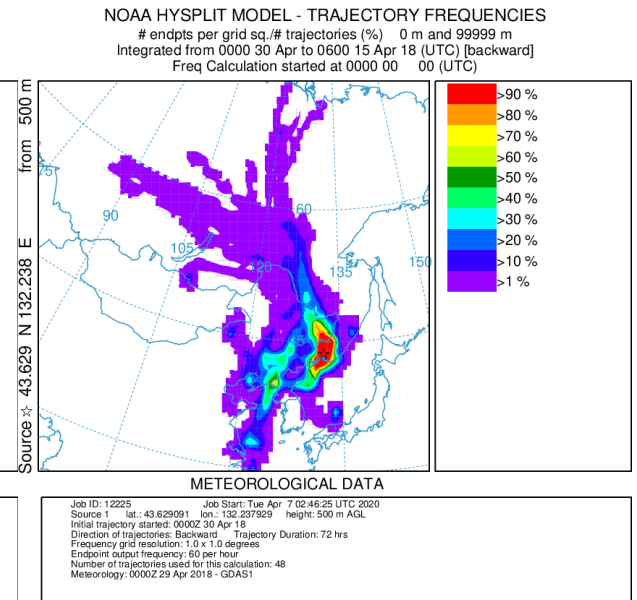 NOAA HYSPLIT MODEL - TRAJECTORY FREQUENCIES
# endpts per grid sq./# trajectories (%)    0 m and 99999 m
Integrated from 0000 30 Apr to 0600 15 Apr 18 (UTC) [backward]
Freq Calculation started at 0000 00    00 (UTC)
Source ☆ 43.629 N 132.238 E    from 500 m
75
90
105
120
60
135
150
45
>90 %
>80 %
>70 %
>60 %
>50 %
>40 %
>30 %
>20 %
>10 %
>1 %
METEOROLOGICAL DATA
Job ID: 12225    Job Start: Tue Apr 7 02:46:25 UTC 2020
Source 1    lat.: 43.629091    lon.: 132.237929    height: 500 m AGL
Initial trajectory started: 0000Z 30 Apr 18
Direction of trajectories: Backward    Trajectory Duration: 72 hrs
Frequency grid resolution: 1.0 x 1.0 degrees
Endpoint output frequency: 60 per hour
Number of trajectories used for this calculation: 48
Meteorology: 0000Z 29 Apr 2018 - GDAS1